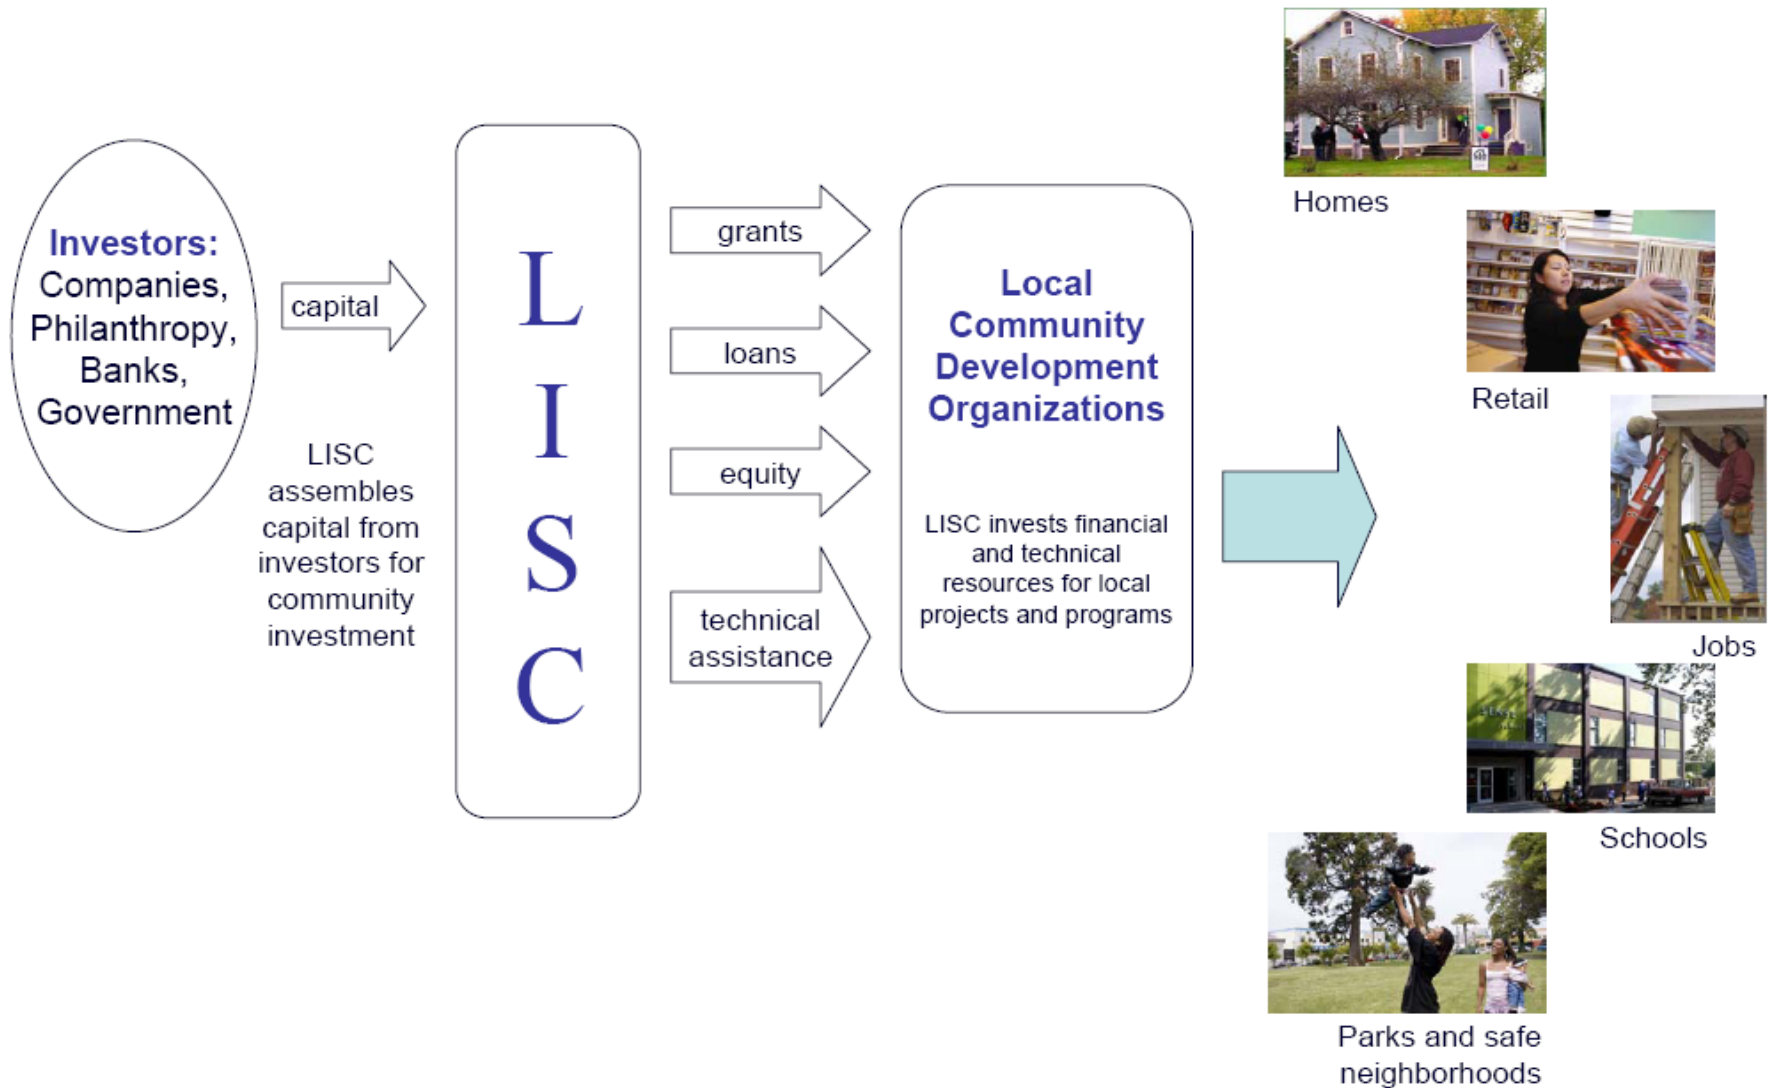 Investors:
Companies,
Philanthropy,
Banks,
Government
capital
LISC
assembles
capital from
investors for
community
investment
L
I
S
C
grants
loans
equity
technical
assistance
Local
Community
Development
Organizations
LISC invests financial
and technical
resources for local
projects and programs
Homes
Retail
Jobs
Schools
Parks and safe
neighborhoods